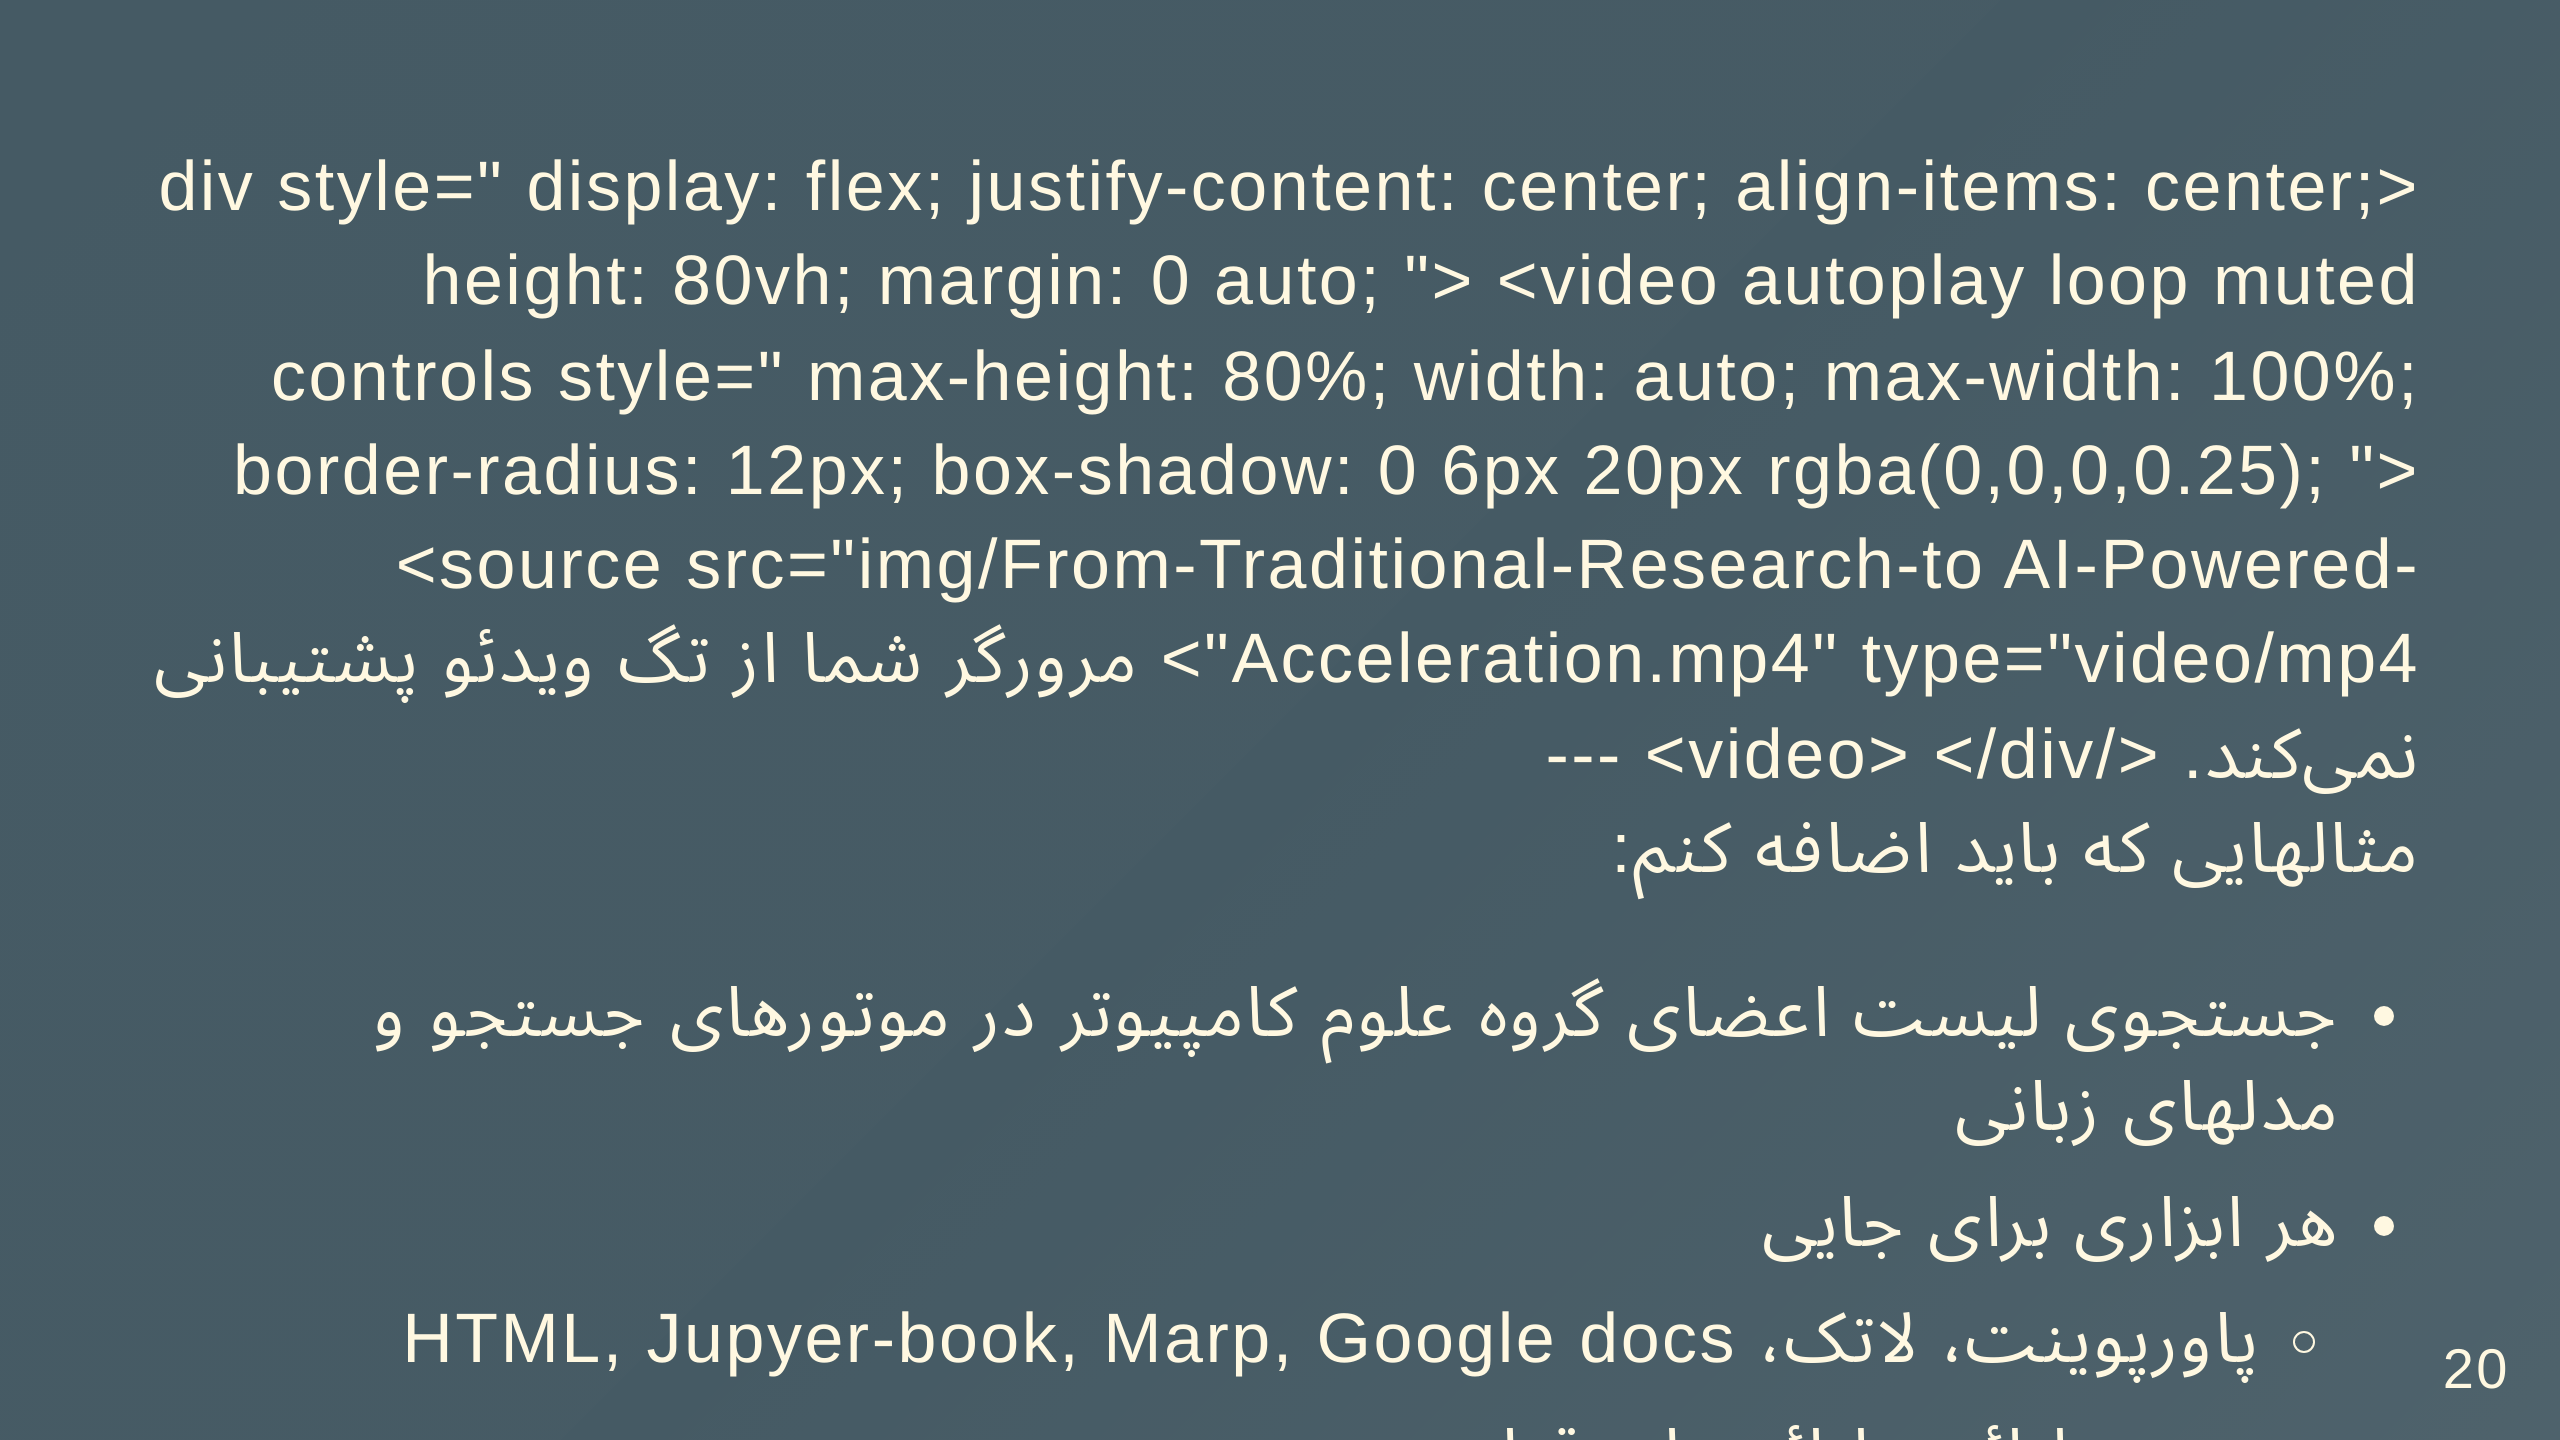 <div style=" display: flex; justify-content: center; align-items: center;
height: 80vh; margin: 0 auto; "> <video autoplay loop muted
controls style=" max-height: 80%; width: auto; max-width: 100%;
border-radius: 12px; box-shadow: 0 6px 20px rgba(0,0,0,0.25); ">
<source src="img/From-Traditional-Research-to AI-Powered-
Acceleration.mp4" type="video/mp4"> مرورگر شما از تگ ویدئو پشتیبانی
نمی‌کند. </video> </div> ---
مثالهایی که باید اضافه کنم:
• جستجوی لیست اعضای گروه علوم کامپیوتر در موتورهای جستجو و
مدلهای زبانی
• هر ابزاری برای جایی
◦ پاورپوینت، لاتک، HTML, Jupyer-book, Marp, Google docs
20